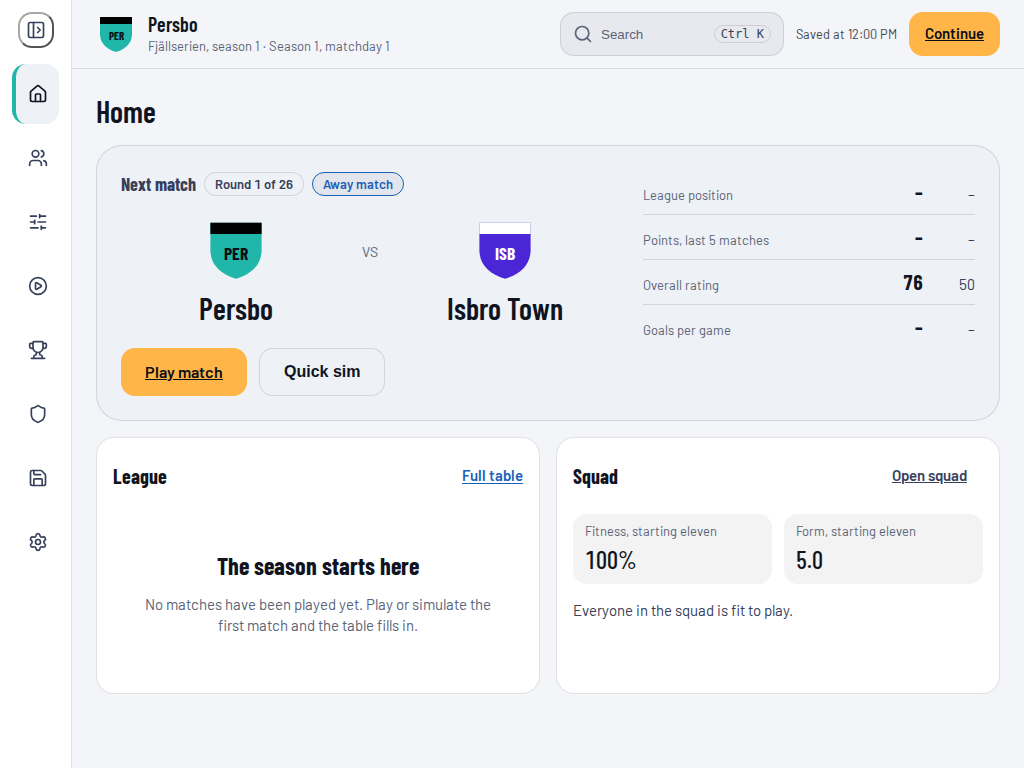 PER
Persbo
Fjällserien, season 1 · Season 1, matchday 1
Search
Ctrl K
Saved at 12:00 PM
Continue
Home
Next match
Round 1 of 26
Away match
PER
VS
ISB
Persbo
Isbro Town
Play match
Quick sim
League position - –
Points, last 5 matches - –
Overall rating 76 50
Goals per game - –
League
Full table
The season starts here
No matches have been played yet. Play or simulate the
first match and the table fills in.
Squad
Open squad
Fitness, starting eleven
100%
Form, starting eleven
5.0
Everyone in the squad is fit to play.